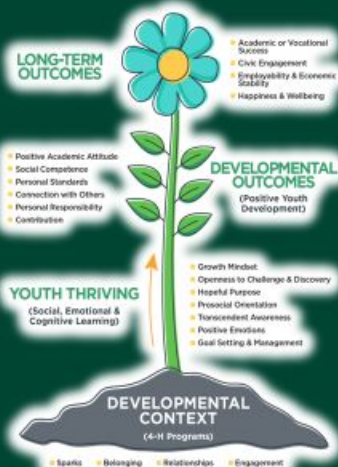 LONG-TERM
OUTCOMES
Academic or Vocational
Success
Civic Engagement
Employability & Economic
Stability
Happiness & Wellbeing
Positive Academic Attitude
Social Competence
Personal Standards
Connection with Others
Personal Responsibility
Contribution
DEVELOPMENTAL
OUTCOMES
(Positive Youth
Development)
YOUTH THRIVING
(Social, Emotional &
Cognitive Learning)
Growth Mindset
Openness to Challenge & Discovery
Hopeful Purpose
Prosocial Orientation
Transcendent Awareness
Positive Emotions
Goal Setting & Management
DEVELOPMENTAL
CONTEXT
(4-H Programs)
Sparks Belonging Relationships Engagement